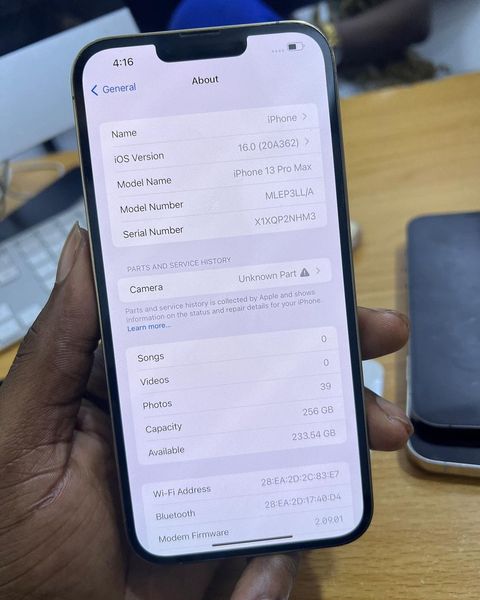 4:16
General
About
Name iPhone
iOS Version 16.0 (20A362)
Model Name iPhone 13 Pro Max
Model Number MLEP3LL/A
Serial Number X1XQP2NHM3
PARTS AND SERVICE HISTORY
Camera Unknown Part
Parts and service history is collected by Apple and shows
information on the status and repair details for your iPhone.
Learn more...
Songs 0
Videos 0
Photos 39
Capacity 256 GB
Available 233.54 GB
Wi-Fi Address 28:EA:2D:2C:83:E7
Bluetooth 28:EA:2D:17:40:D4
Modem Firmware 2.09.01